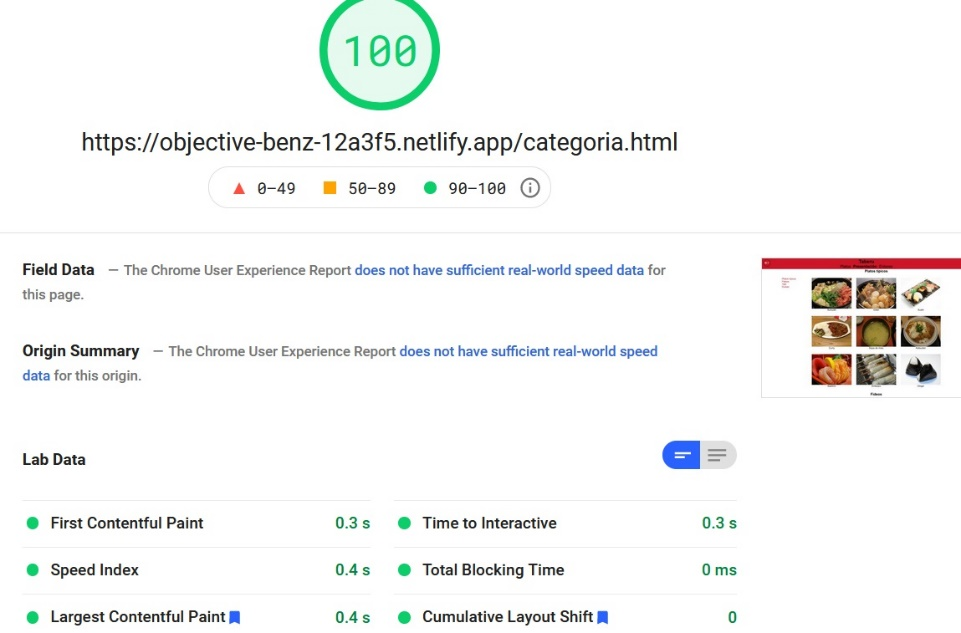 100
https://objective-benz-12a3f5.netlify.app/categoria.html
0–49 50–89 90–100
Field Data — The Chrome User Experience Report does not have sufficient real-world speed data for
this page.
Origin Summary — The Chrome User Experience Report does not have sufficient real-world speed
data for this origin.
Lab Data
First Contentful Paint 0.3 s
Time to Interactive 0.3 s
Speed Index 0.4 s
Total Blocking Time 0 ms
Largest Contentful Paint 0.4 s
Cumulative Layout Shift 0